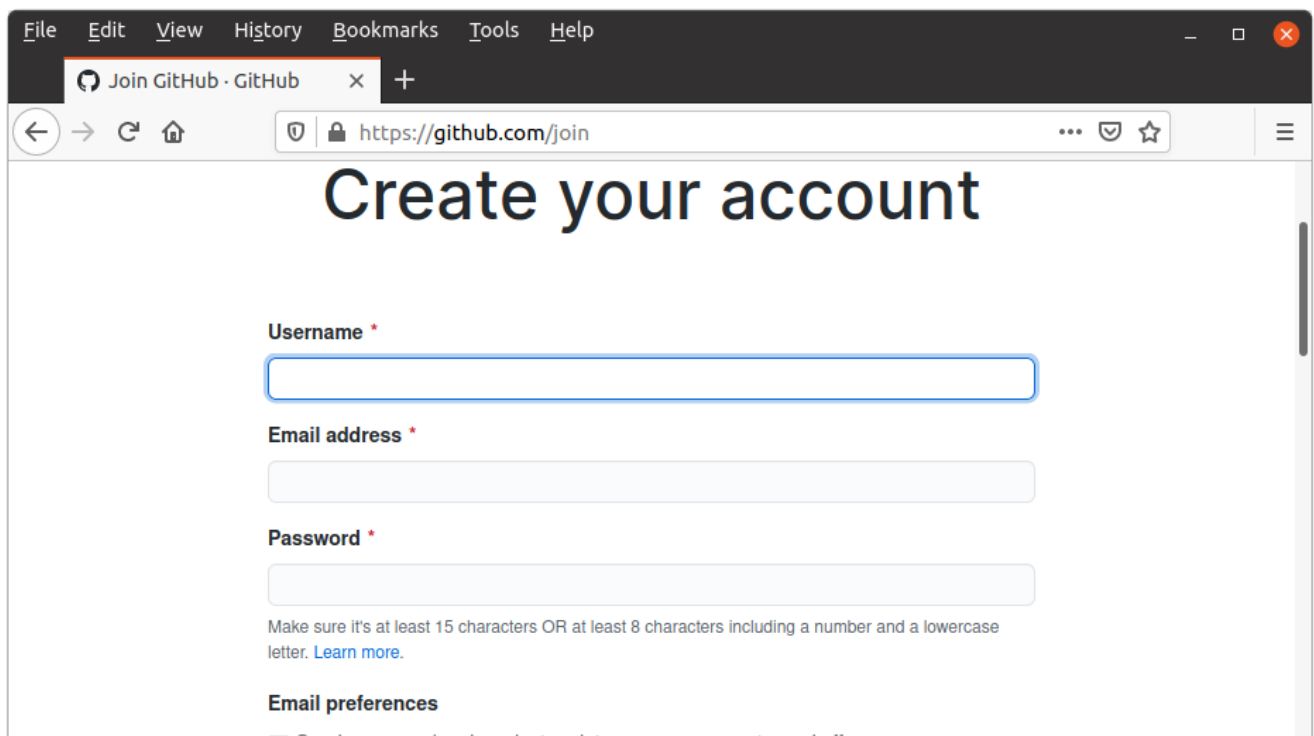 File Edit View History Bookmarks Tools Help
Join GitHub · GitHub
https://github.com/join
Create your account
Username *
Email address *
Password *
Make sure it's at least 15 characters OR at least 8 characters including a number and a lowercase
letter. Learn more.
Email preferences